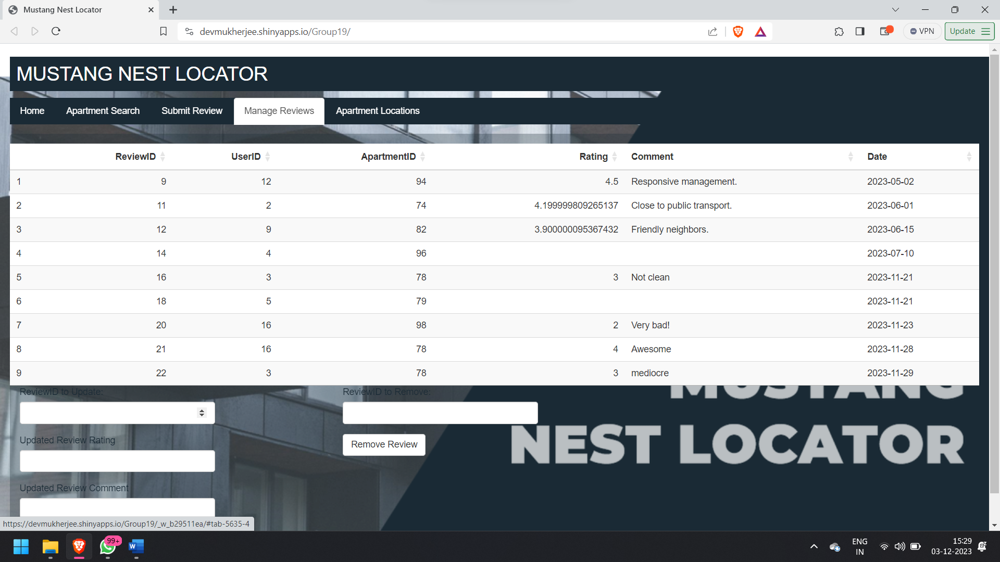 Mustang Nest Locator
devmukherjee.shinyapps.io/Group19/
VPN
Update
MUSTANG NEST LOCATOR
Home Apartment Search Submit Review Manage Reviews Apartment Locations
ReviewID UserID ApartmentID Rating Comment Date
1 9 12 94 4.5 Responsive management. 2023-05-02
2 11 2 74 4.199999809265137 Close to public transport. 2023-06-01
3 12 9 82 3.900000095367432 Friendly neighbors. 2023-06-15
4 14 4 96 2023-07-10
5 16 3 78 3 Not clean 2023-11-21
6 18 5 79 2023-11-21
7 20 16 98 2 Very bad! 2023-11-23
8 21 16 78 4 Awesome 2023-11-28
9 22 3 78 3 mediocre 2023-11-29
ReviewID to Update: ReviewID to Remove:
MUSTANG
NEST LOCATOR
Updated Review Rating
Remove Review
Updated Review Comment
https://devmukherjee.shinyapps.io/Group19/_w_b29511ea/#tab-5635-4
99+
W
ENG
IN
15:29
03-12-2023